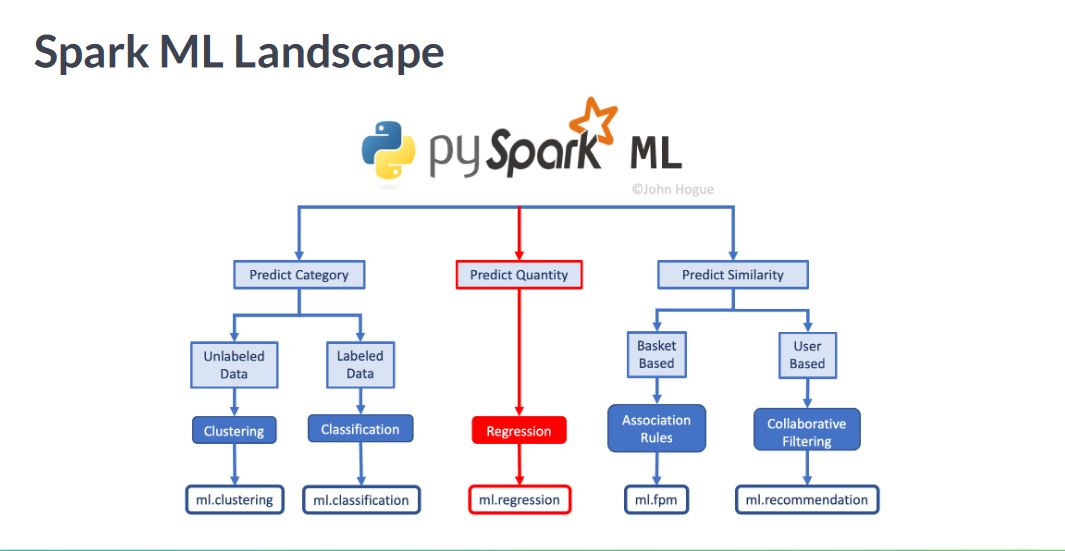 Spark ML Landscape
pySpark ML
©John Hogue
Predict Category
Predict Quantity
Predict Similarity
Unlabeled
Data
Labeled
Data
Basket
Based
User
Based
Clustering
Classification
Regression
Association
Rules
Collaborative
Filtering
ml.clustering
ml.classification
ml.regression
ml.fpm
ml.recommendation